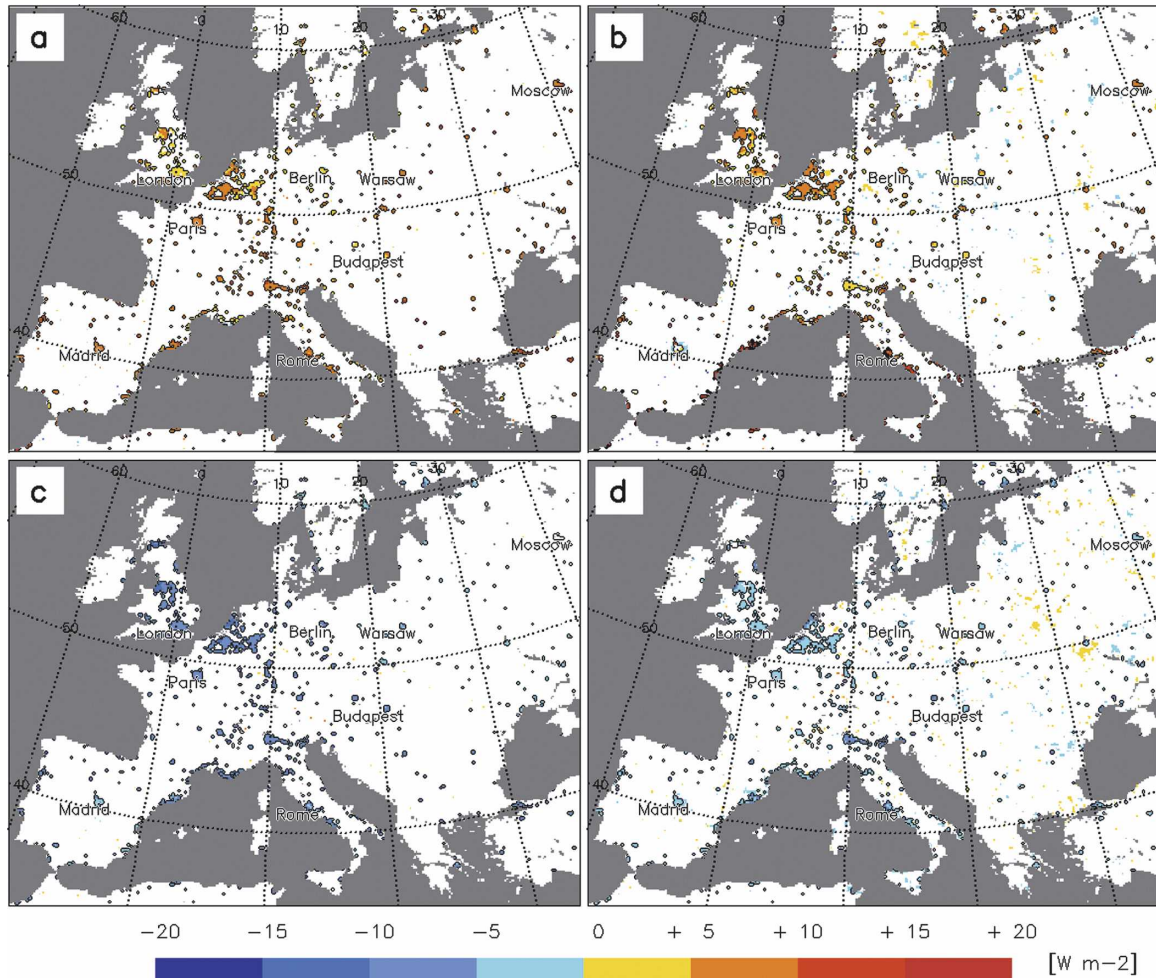 a
60
0
10
20
30
Moscow
50
London
Berlin
Warsaw
Paris
Budapest
40
Madrid
Rome
b
60
0
10
20
30
Moscow
50
London
Berlin
Warsaw
Paris
Budapest
40
Madrid
Rome
c
60
0
10
20
30
Moscow
50
London
Berlin
Warsaw
Paris
Budapest
40
Madrid
Rome
d
60
0
10
20
30
Moscow
50
London
Berlin
Warsaw
Paris
Budapest
40
Madrid
Rome
-20 -15 -10 -5 0 + 5 + 10 + 15 + 20
[W m-2]